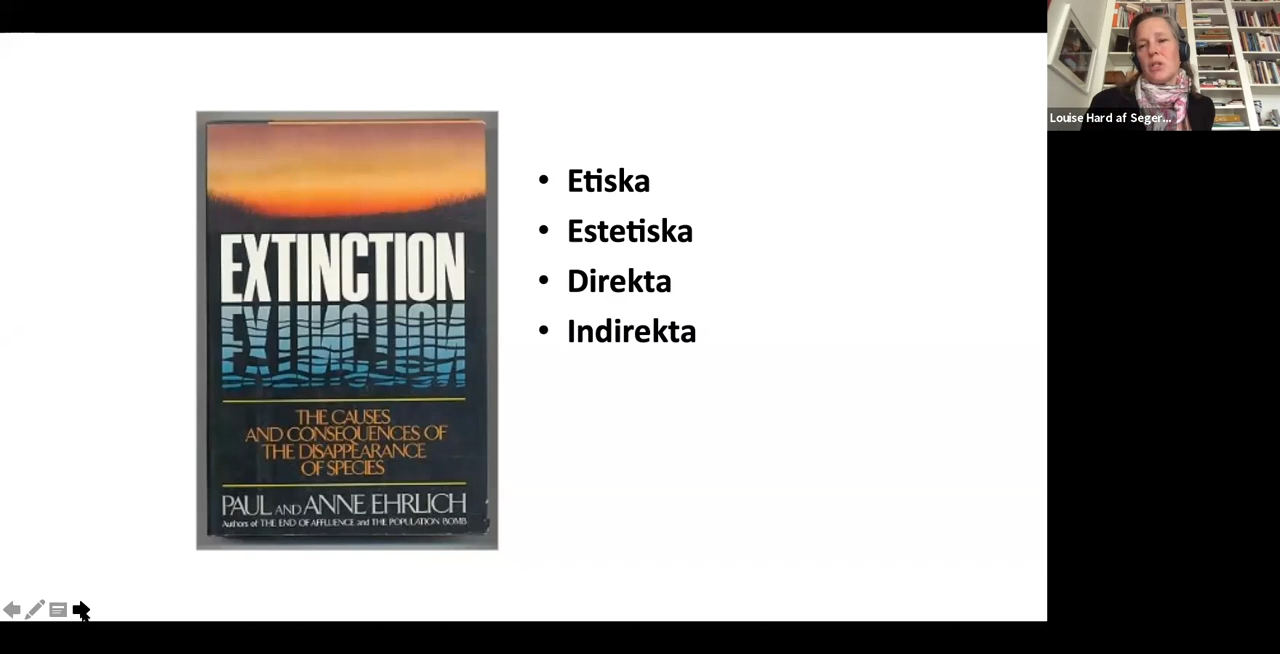 Louise Hard af Seger...
EXTINCTION
THE CAUSES
AND CONSEQUENCES OF
THE DISAPPEARANCE
OF SPECIES
PAUL AND ANNE EHRLICH
Authors of THE END OF AFFLUENCE and THE POPULATION BOMB
• Etiska
• Estetiska
• Direkta
• Indirekta